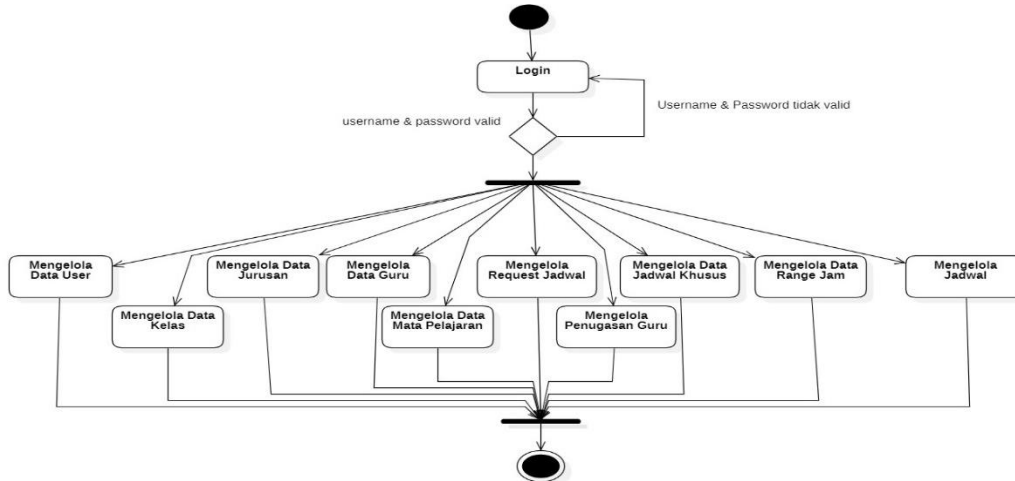 Login
Username & Password tidak valid
username & password valid
Mengelola
Data User
Mengelola Data
Jurusan
Mengelola
Data Guru
Mengelola
Request Jadwal
Mengelola Data
Jadwal Khusus
Mengelola Data
Range Jam
Mengelola
Jadwal
Mengelola Data
Kelas
Mengelola Data
Mata Pelajaran
Mengelola
Penugasan Guru